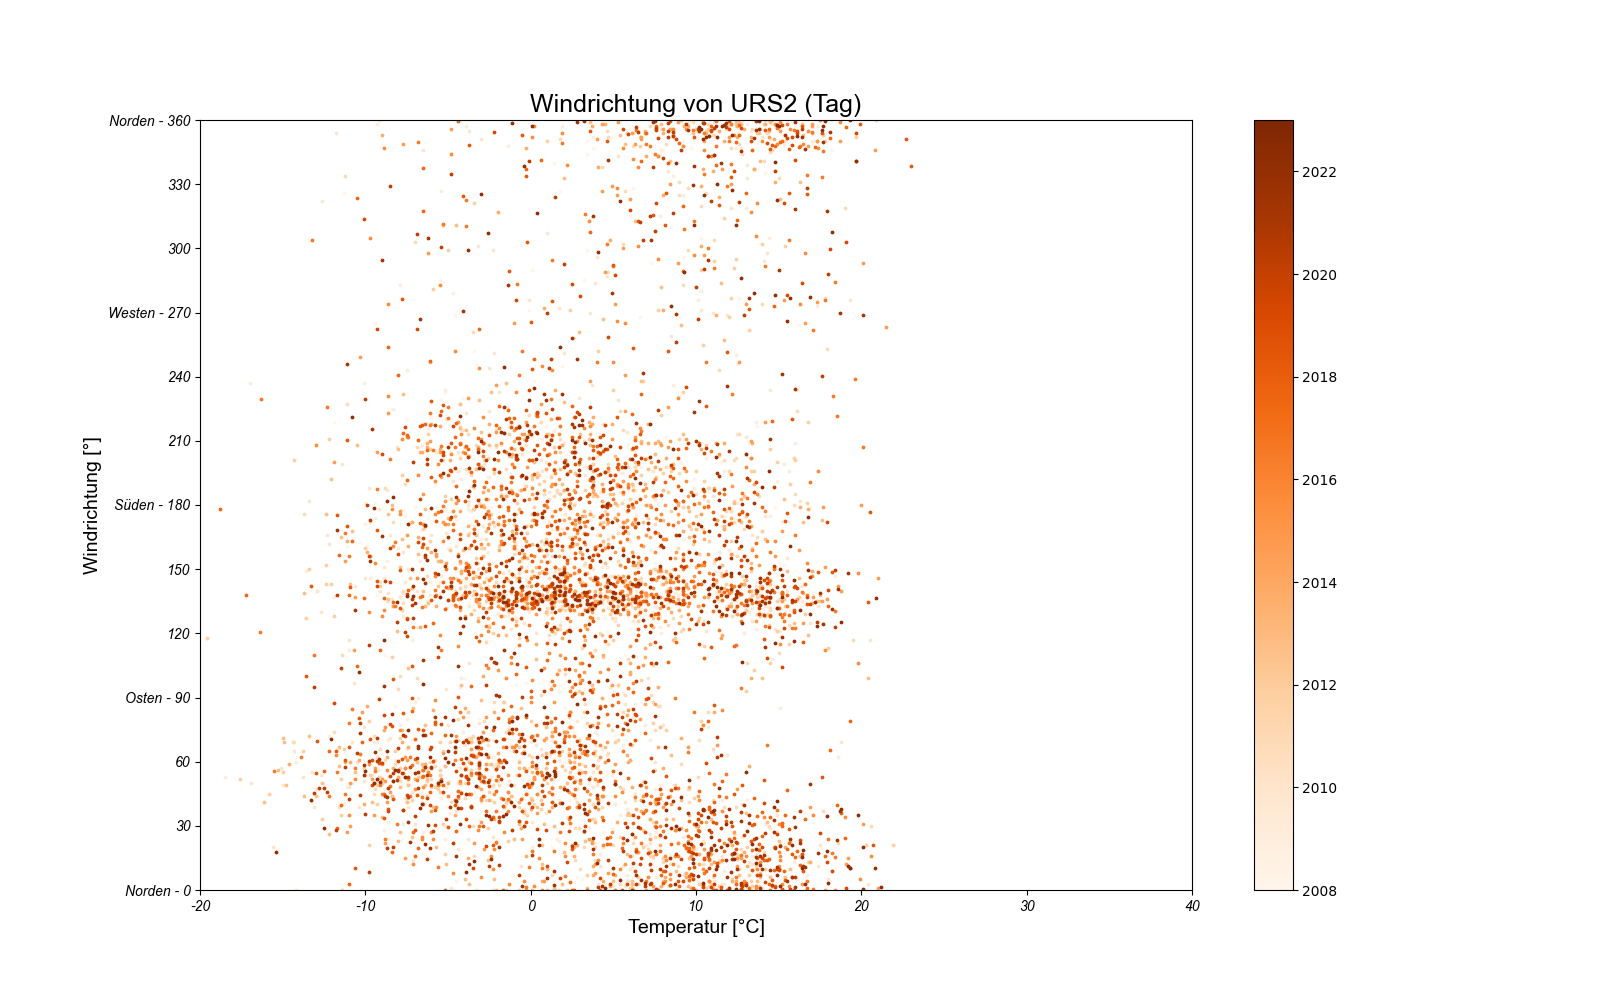 Windrichtung von URS2 (Tag)
Windrichtung [°]
Norden - 360
330
300
Westen - 270
240
210
Süden - 180
150
120
Osten - 90
60
30
Norden - 0
-20
-10
0
10
20
30
40
Temperatur [°C]
2022
2020
2018
2016
2014
2012
2010
2008